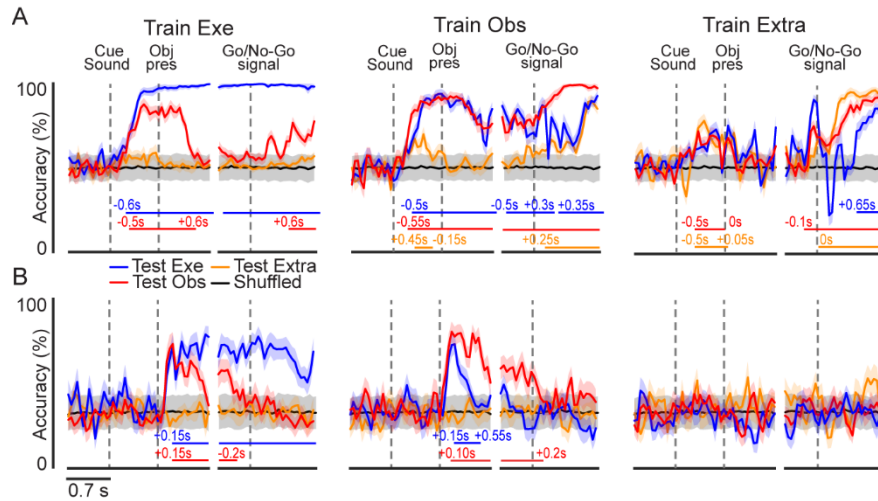 A
Train Exe
Train Obs
Train Extra
Cue Sound
Obj pres
Go/No-Go signal
Cue Sound
Obj pres
Go/No-Go signal
Cue Sound
Obj pres
Go/No-Go signal
100
Accuracy (%)
0
-0.6s
-0.5s
+0.6s
+0.6s
-0.5s
-0.5s
+0.3s
+0.35s
-0.55s
+0.45s
-0.15s
+0.25s
+0.65s
-0.5s
0s
-0.1s
-0.5s
+0.05s
0s
B
Test Exe
Test Extra
Test Obs
Shuffled
100
Accuracy (%)
0
+0.15s
+0.15s
-0.2s
+0.15s
+0.55s
+0.10s
+0.2s
0.7 s